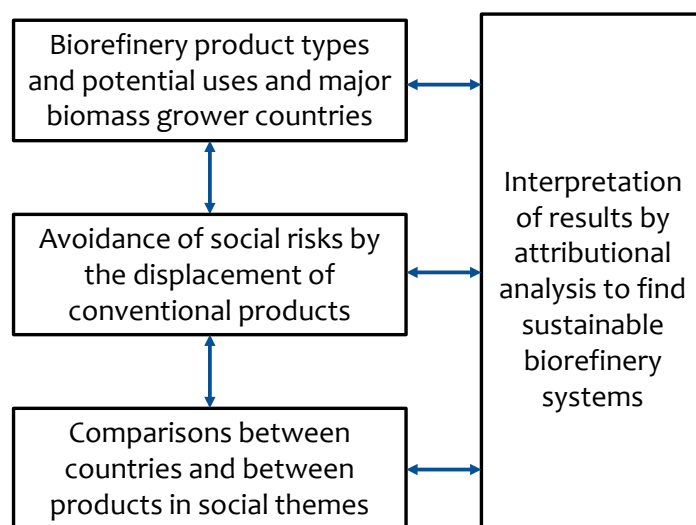 Biorefinery product types
and potential uses and major
biomass grower countries
Avoidance of social risks by
the displacement of
conventional products
Comparisons between
countries and between
products in social themes
Interpretation
of results by
attributional
analysis to find
sustainable
biorefinery
systems